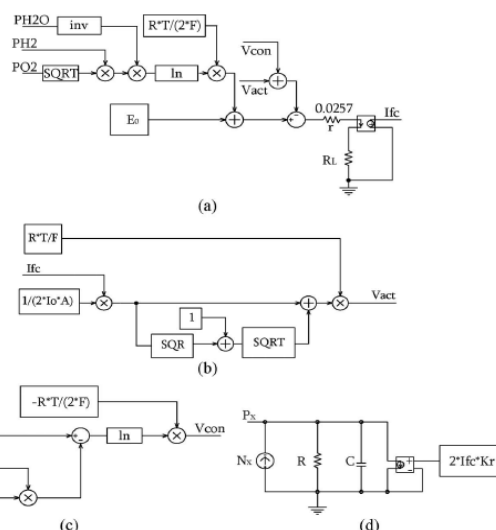 PH2O
inv
R*T/(2*F)
PH2
Vcon
PO2
SQRT
ln
Vact
0.0257
Ifc
r
E₀
R_L
(a)
R*T/F
Ifc
1/(2*Io*A)
Vact
1
SQR
SQRT
(b)
-R*T/(2*F)
ln
Vcon
(c)
Px
Nx
R
C
2*Ifc*Kr
(d)